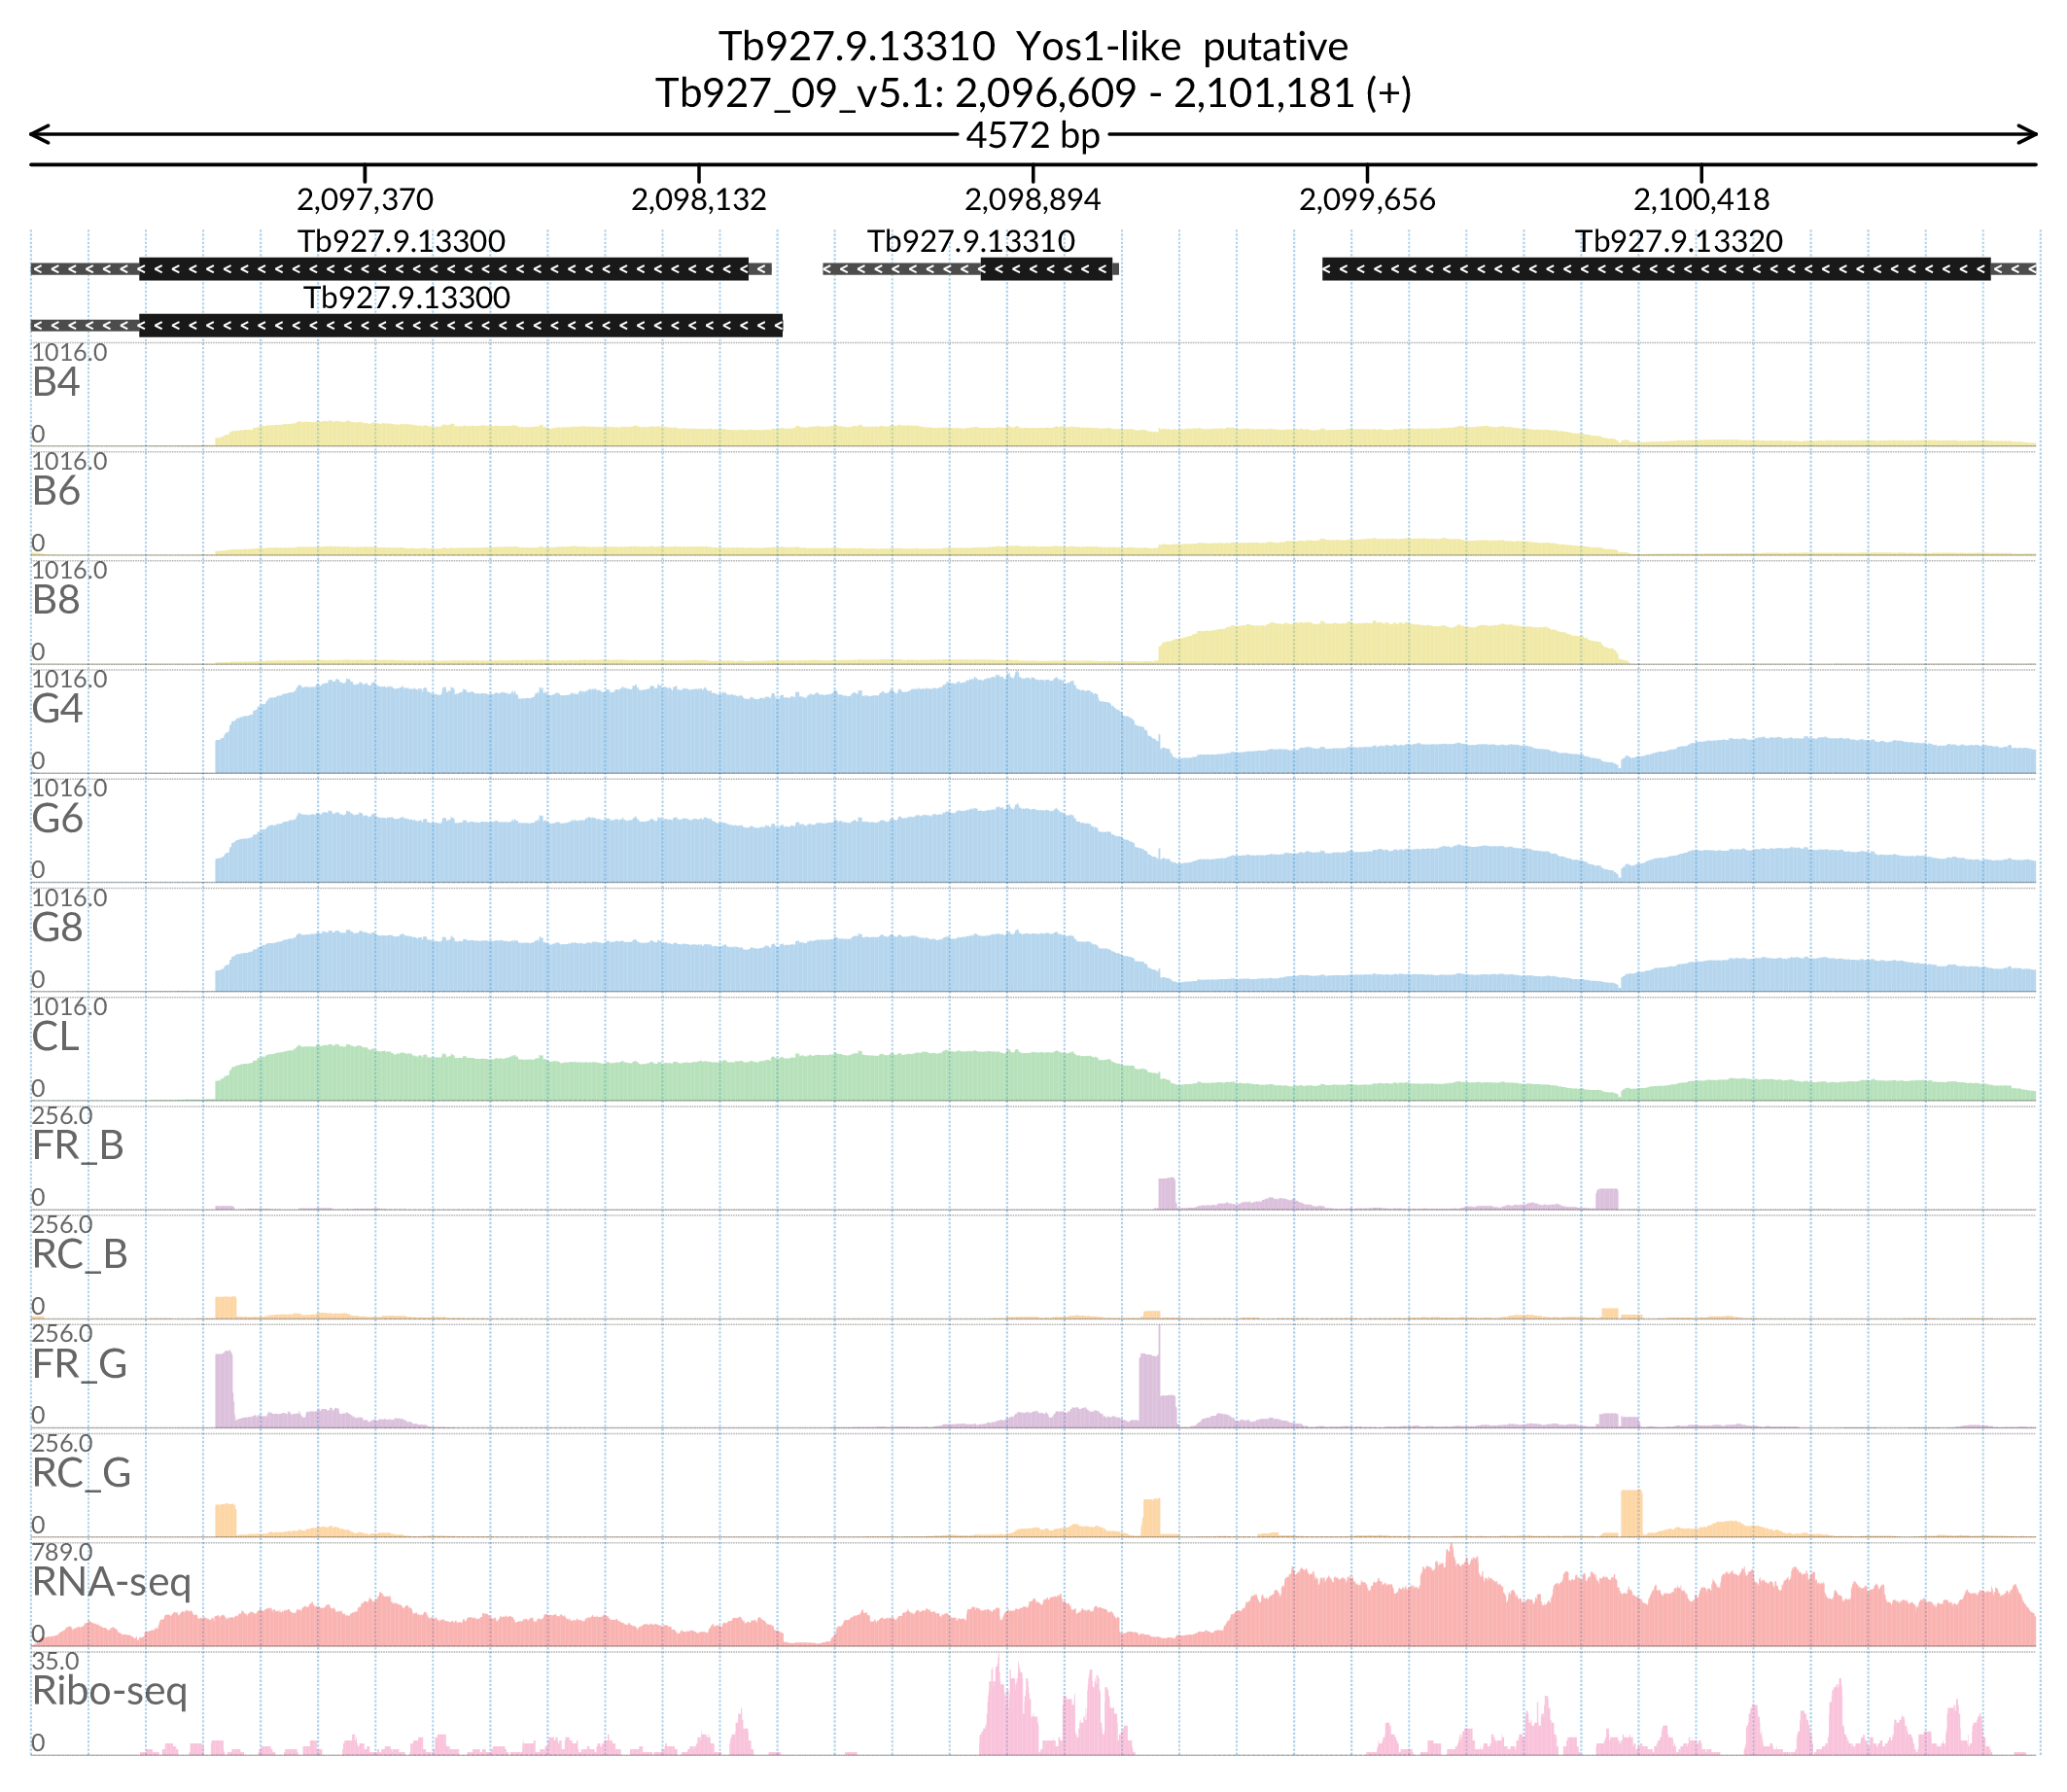 Tb927.9.13310 Yos1-like putative
Tb927_09_v5.1: 2,096,609 - 2,101,181 (+)
4572 bp
2,097,370 2,098,132 2,098,894 2,099,656 2,100,418
Tb927.9.13300 Tb927.9.13310 Tb927.9.13320
Tb927.9.13300
1016.0
B4
0
1016.0
B6
0
1016.0
B8
0
1016.0
G4
0
1016.0
G6
0
1016.0
G8
0
1016.0
CL
0
256.0
FR_B
0
256.0
RC_B
0
256.0
FR_G
0
256.0
RC_G
0
789.0
RNA-seq
0
35.0
Ribo-seq
0